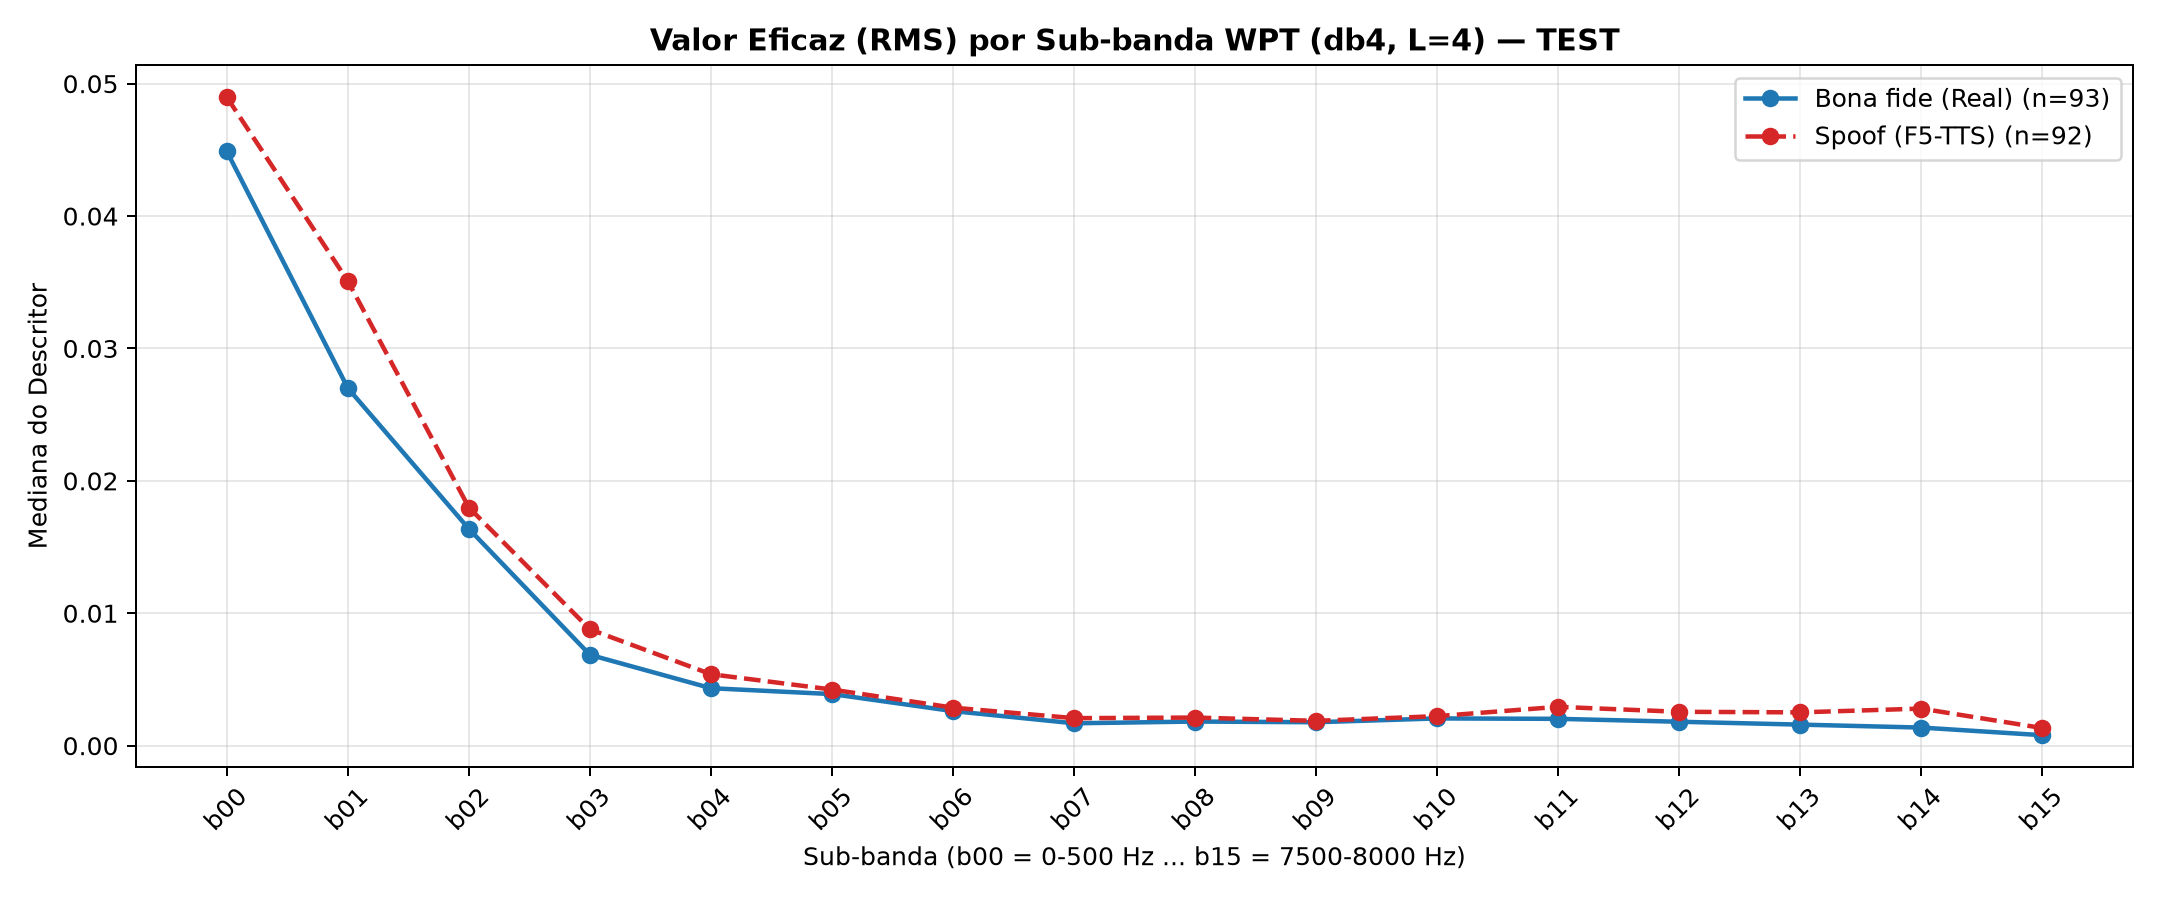 Valor Eficaz (RMS) por Sub-banda WPT (db4, L=4) — TEST
Bona fide (Real) (n=93)
Spoof (F5-TTS) (n=92)
Mediana do Descritor
0.05
0.04
0.03
0.02
0.01
0.00
b00 b01 b02 b03 b04 b05 b06 b07 b08 b09 b10 b11 b12 b13 b14 b15
Sub-banda (b00 = 0-500 Hz ... b15 = 7500-8000 Hz)